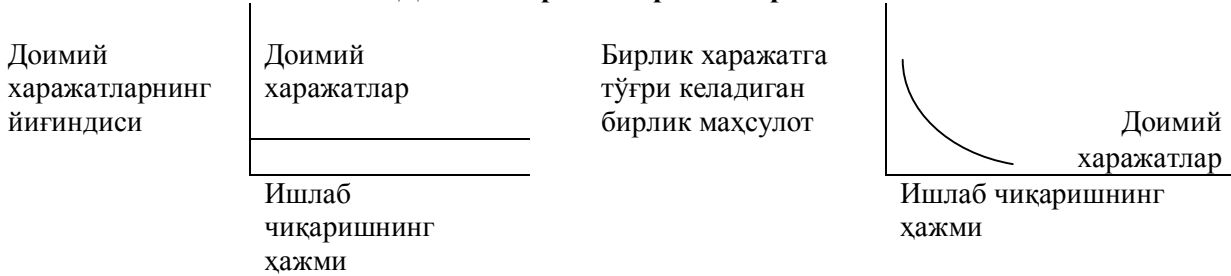 Доимий
харажатларнинг
йиғиндиси
Доимий
харажатлар
Ишлаб
чиқаришнинг
ҳажми
Бирлик харажатга
тўғри келадиган
бирлик маҳсулот
Доимий
харажатлар
Ишлаб чиқаришнинг
ҳажми